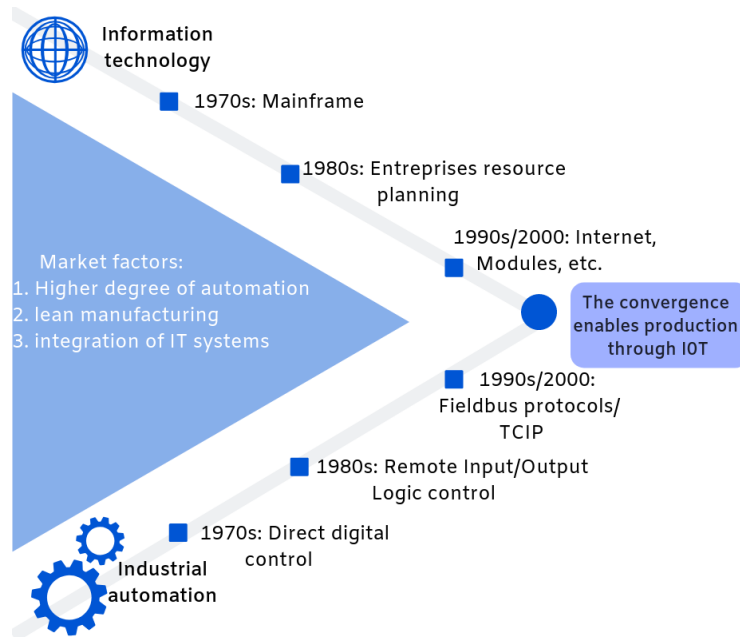 Information
technology
1970s: Mainframe
1980s: Entreprises resource
planning
1990s/2000: Internet,
Modules, etc.
Market factors:
1. Higher degree of automation
2. lean manufacturing
3. integration of IT systems
The convergence
enables production
through I0T
1990s/2000:
Fieldbus protocols/
TCIP
1980s: Remote Input/Output
Logic control
1970s: Direct digital
control
Industrial
automation